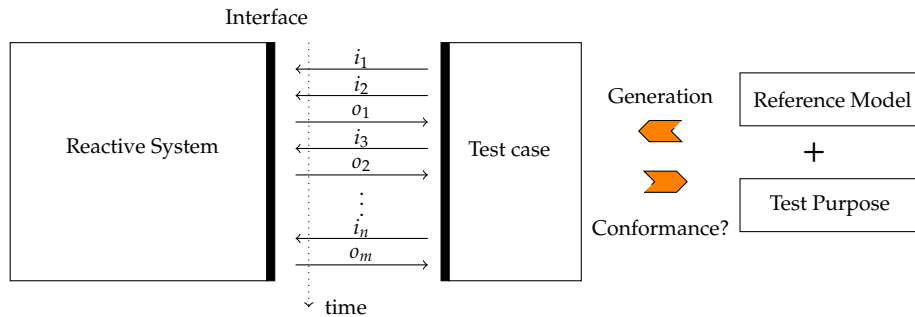 Interface
Reactive System
i₁
i₂
o₁
i₃
o₂
⋮
iₙ
oₘ
time
Test case
Generation
Conformance?
Reference Model
+
Test Purpose